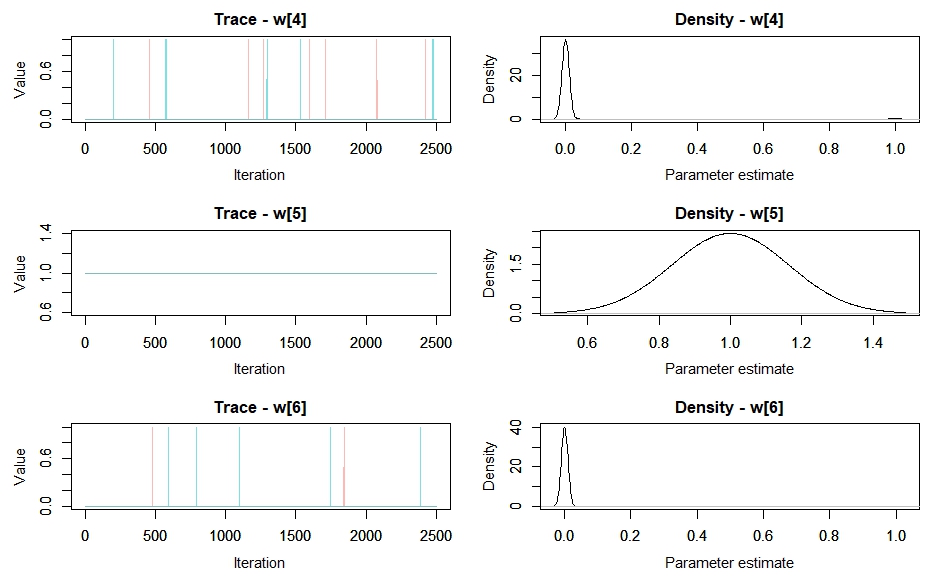 Trace - w[4]
Value
0.0 0.6
0 500 1000 1500 2000 2500
Iteration
Density - w[4]
Density
0 20
0.0 0.2 0.4 0.6 0.8 1.0
Parameter estimate
Trace - w[5]
Value
0.6 1.0 1.4
0 500 1000 1500 2000 2500
Iteration
Density - w[5]
Density
0.0 1.5
0.6 0.8 1.0 1.2 1.4
Parameter estimate
Trace - w[6]
Value
0.0 0.6
0 500 1000 1500 2000 2500
Iteration
Density - w[6]
Density
0 20 40
0.0 0.2 0.4 0.6 0.8 1.0
Parameter estimate